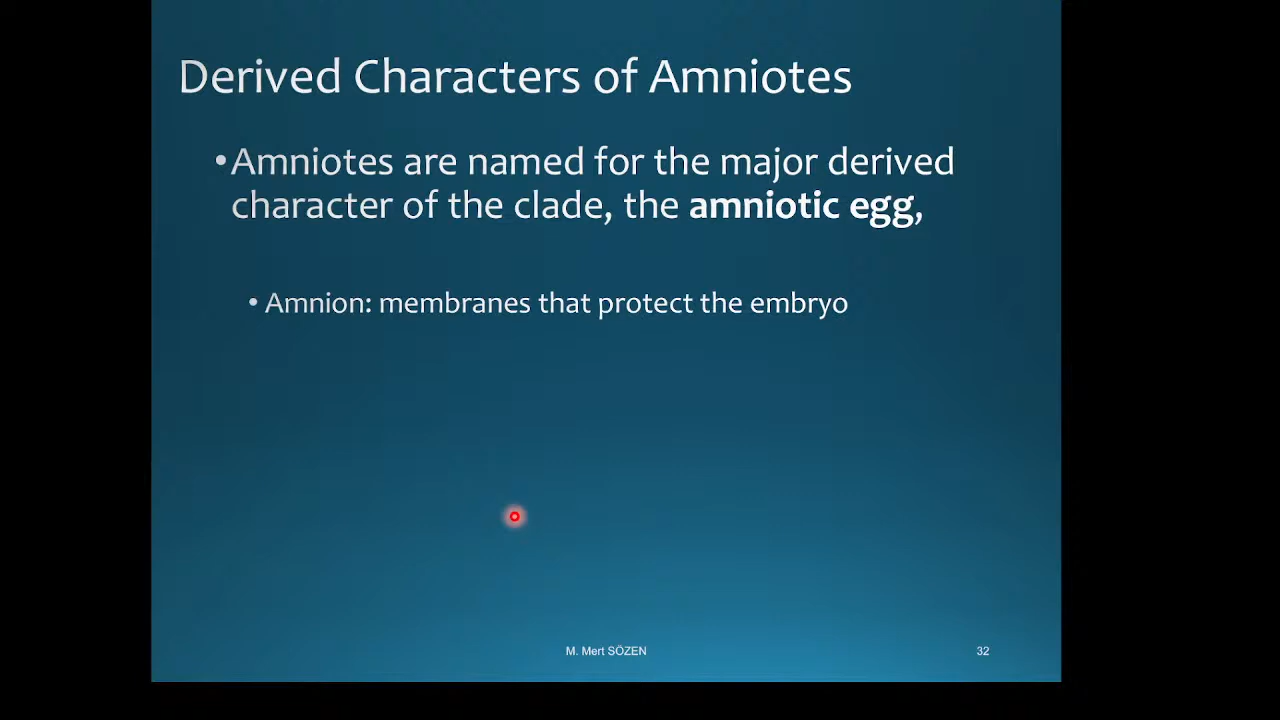 Derived Characters of Amniotes
•Amniotes are named for the major derived
character of the clade, the amniotic egg,
• Amnion: membranes that protect the embryo
M. Mert SÖZEN
32